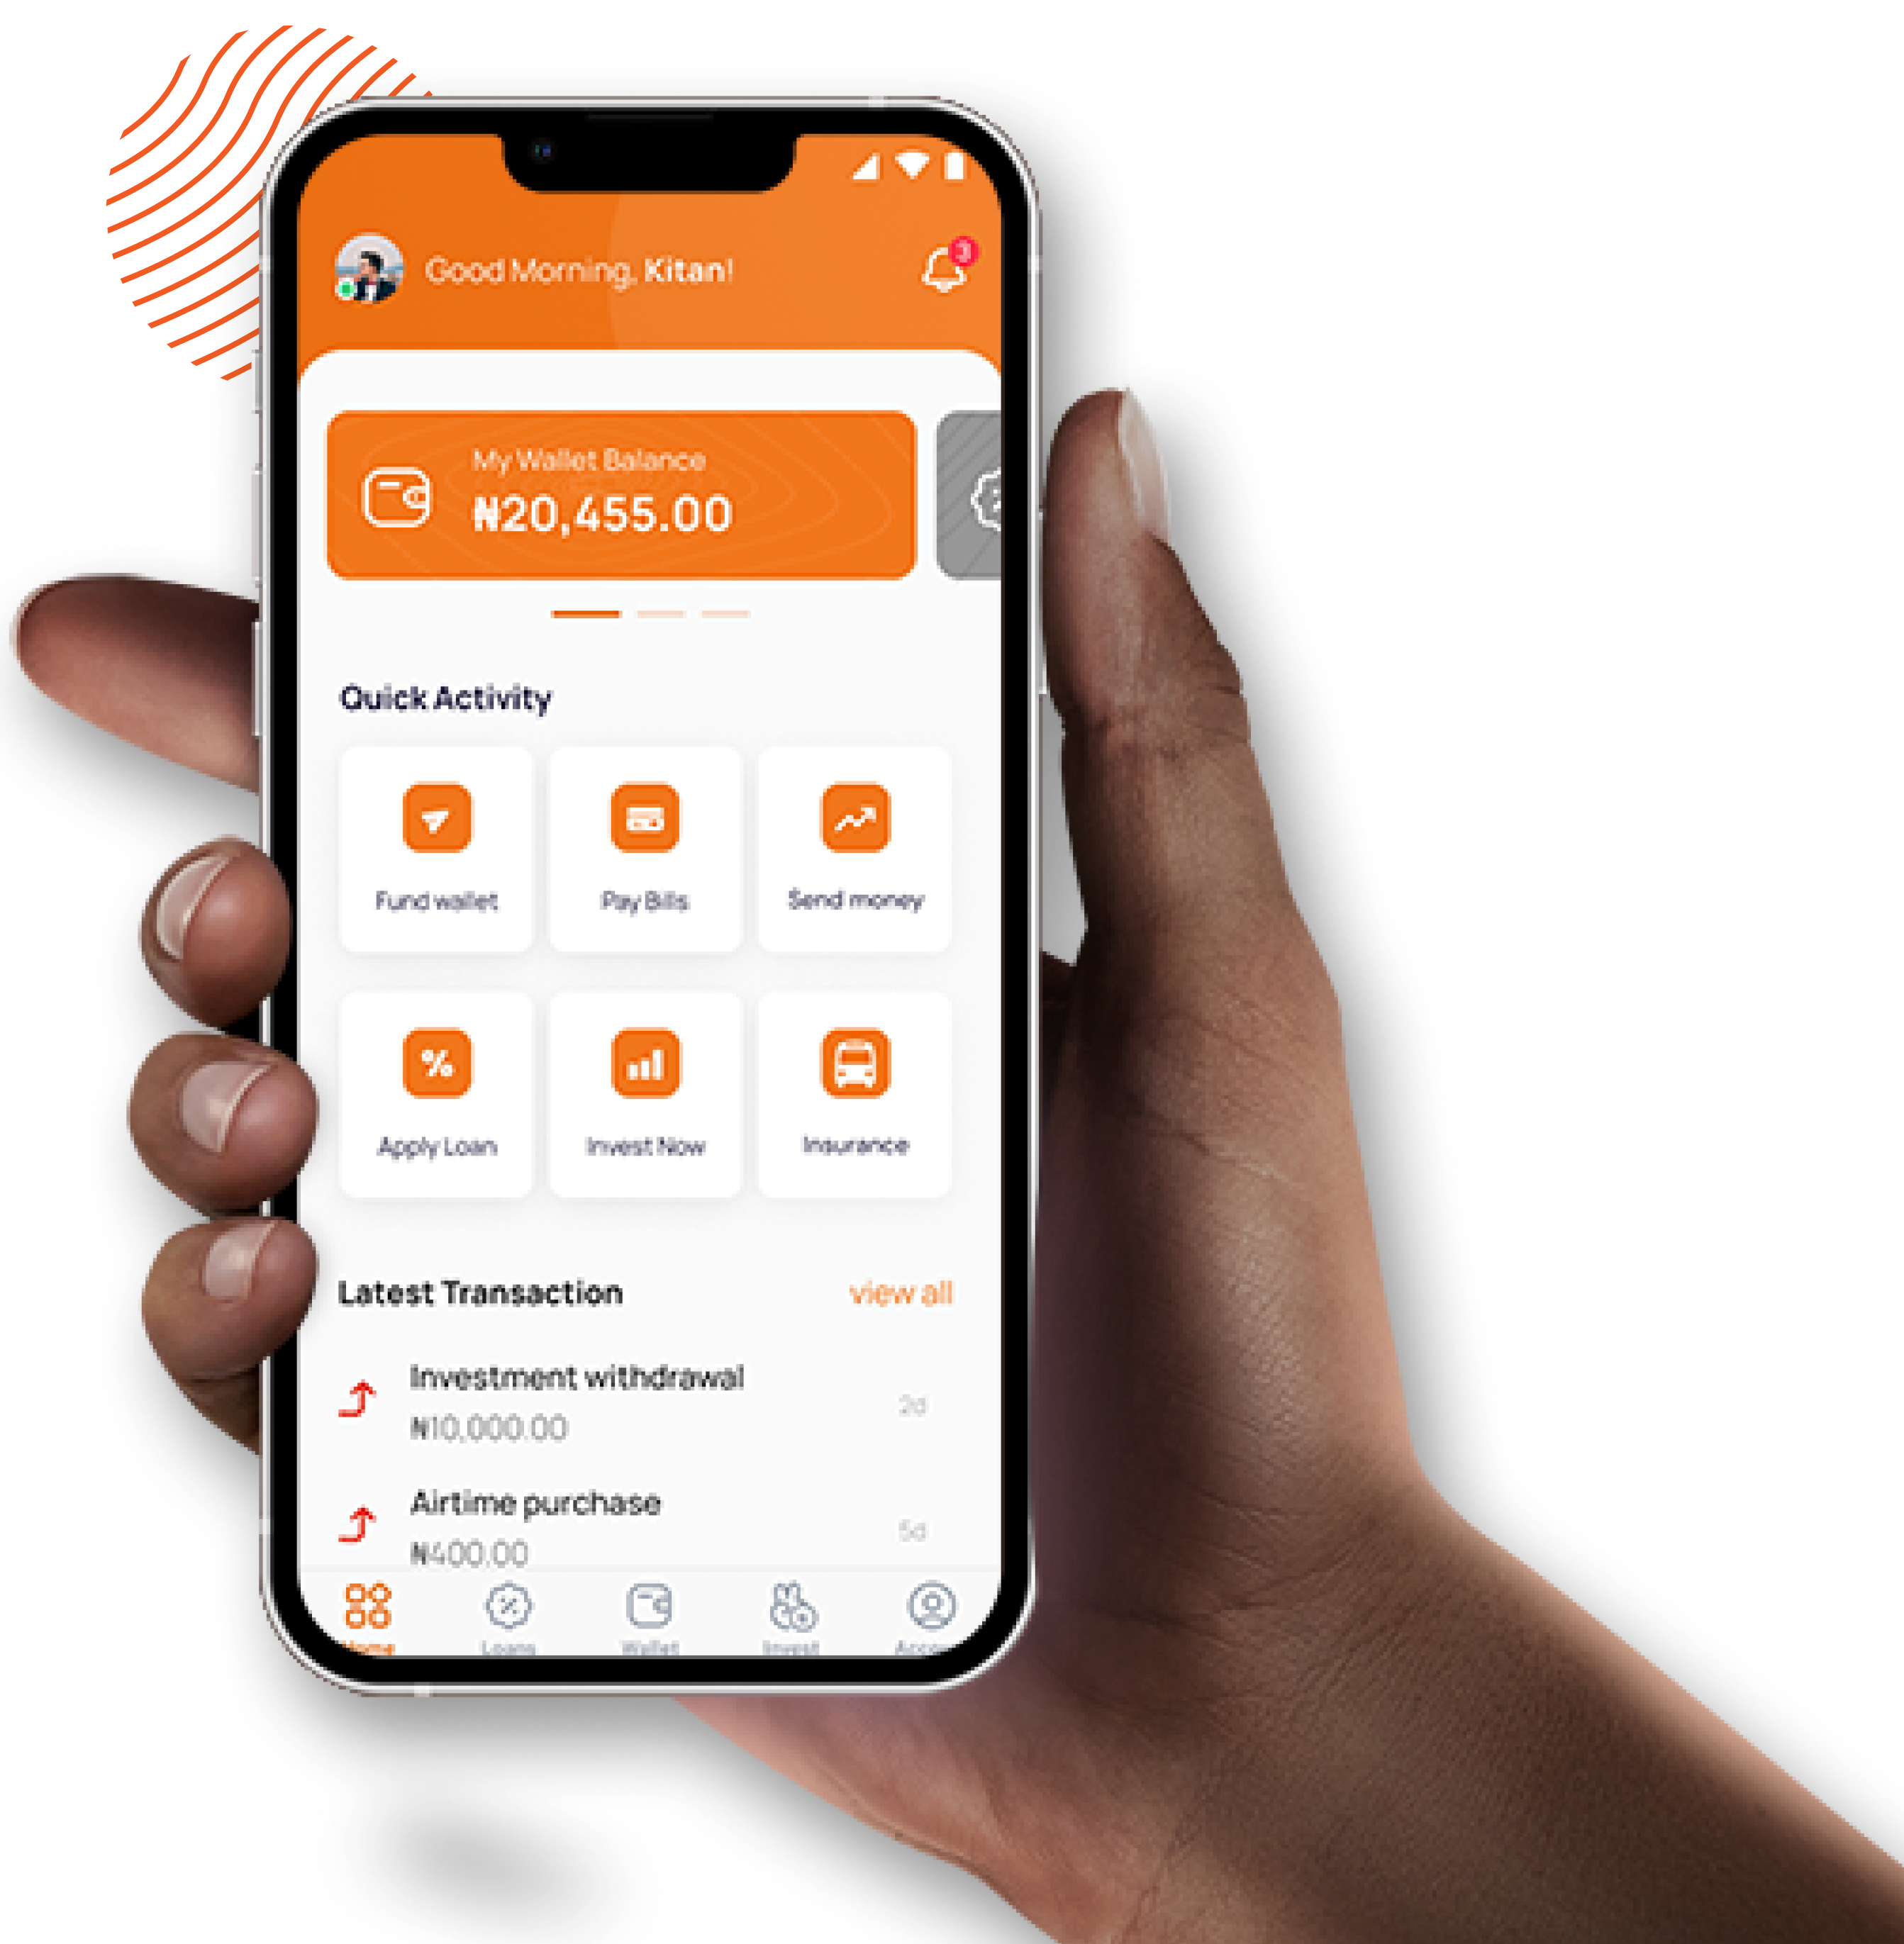 Good Morning, Kitan!
3
My Wallet Balance
₦20,455.00
Quick Activity
Fund wallet
Pay Bills
Send money
Apply Loan
Invest Now
Insurance
Latest Transaction
view all
Investment withdrawal
₦10,000.00
2d
Airtime purchase
₦400.00
5d
Home
Loans
Wallet
Invest